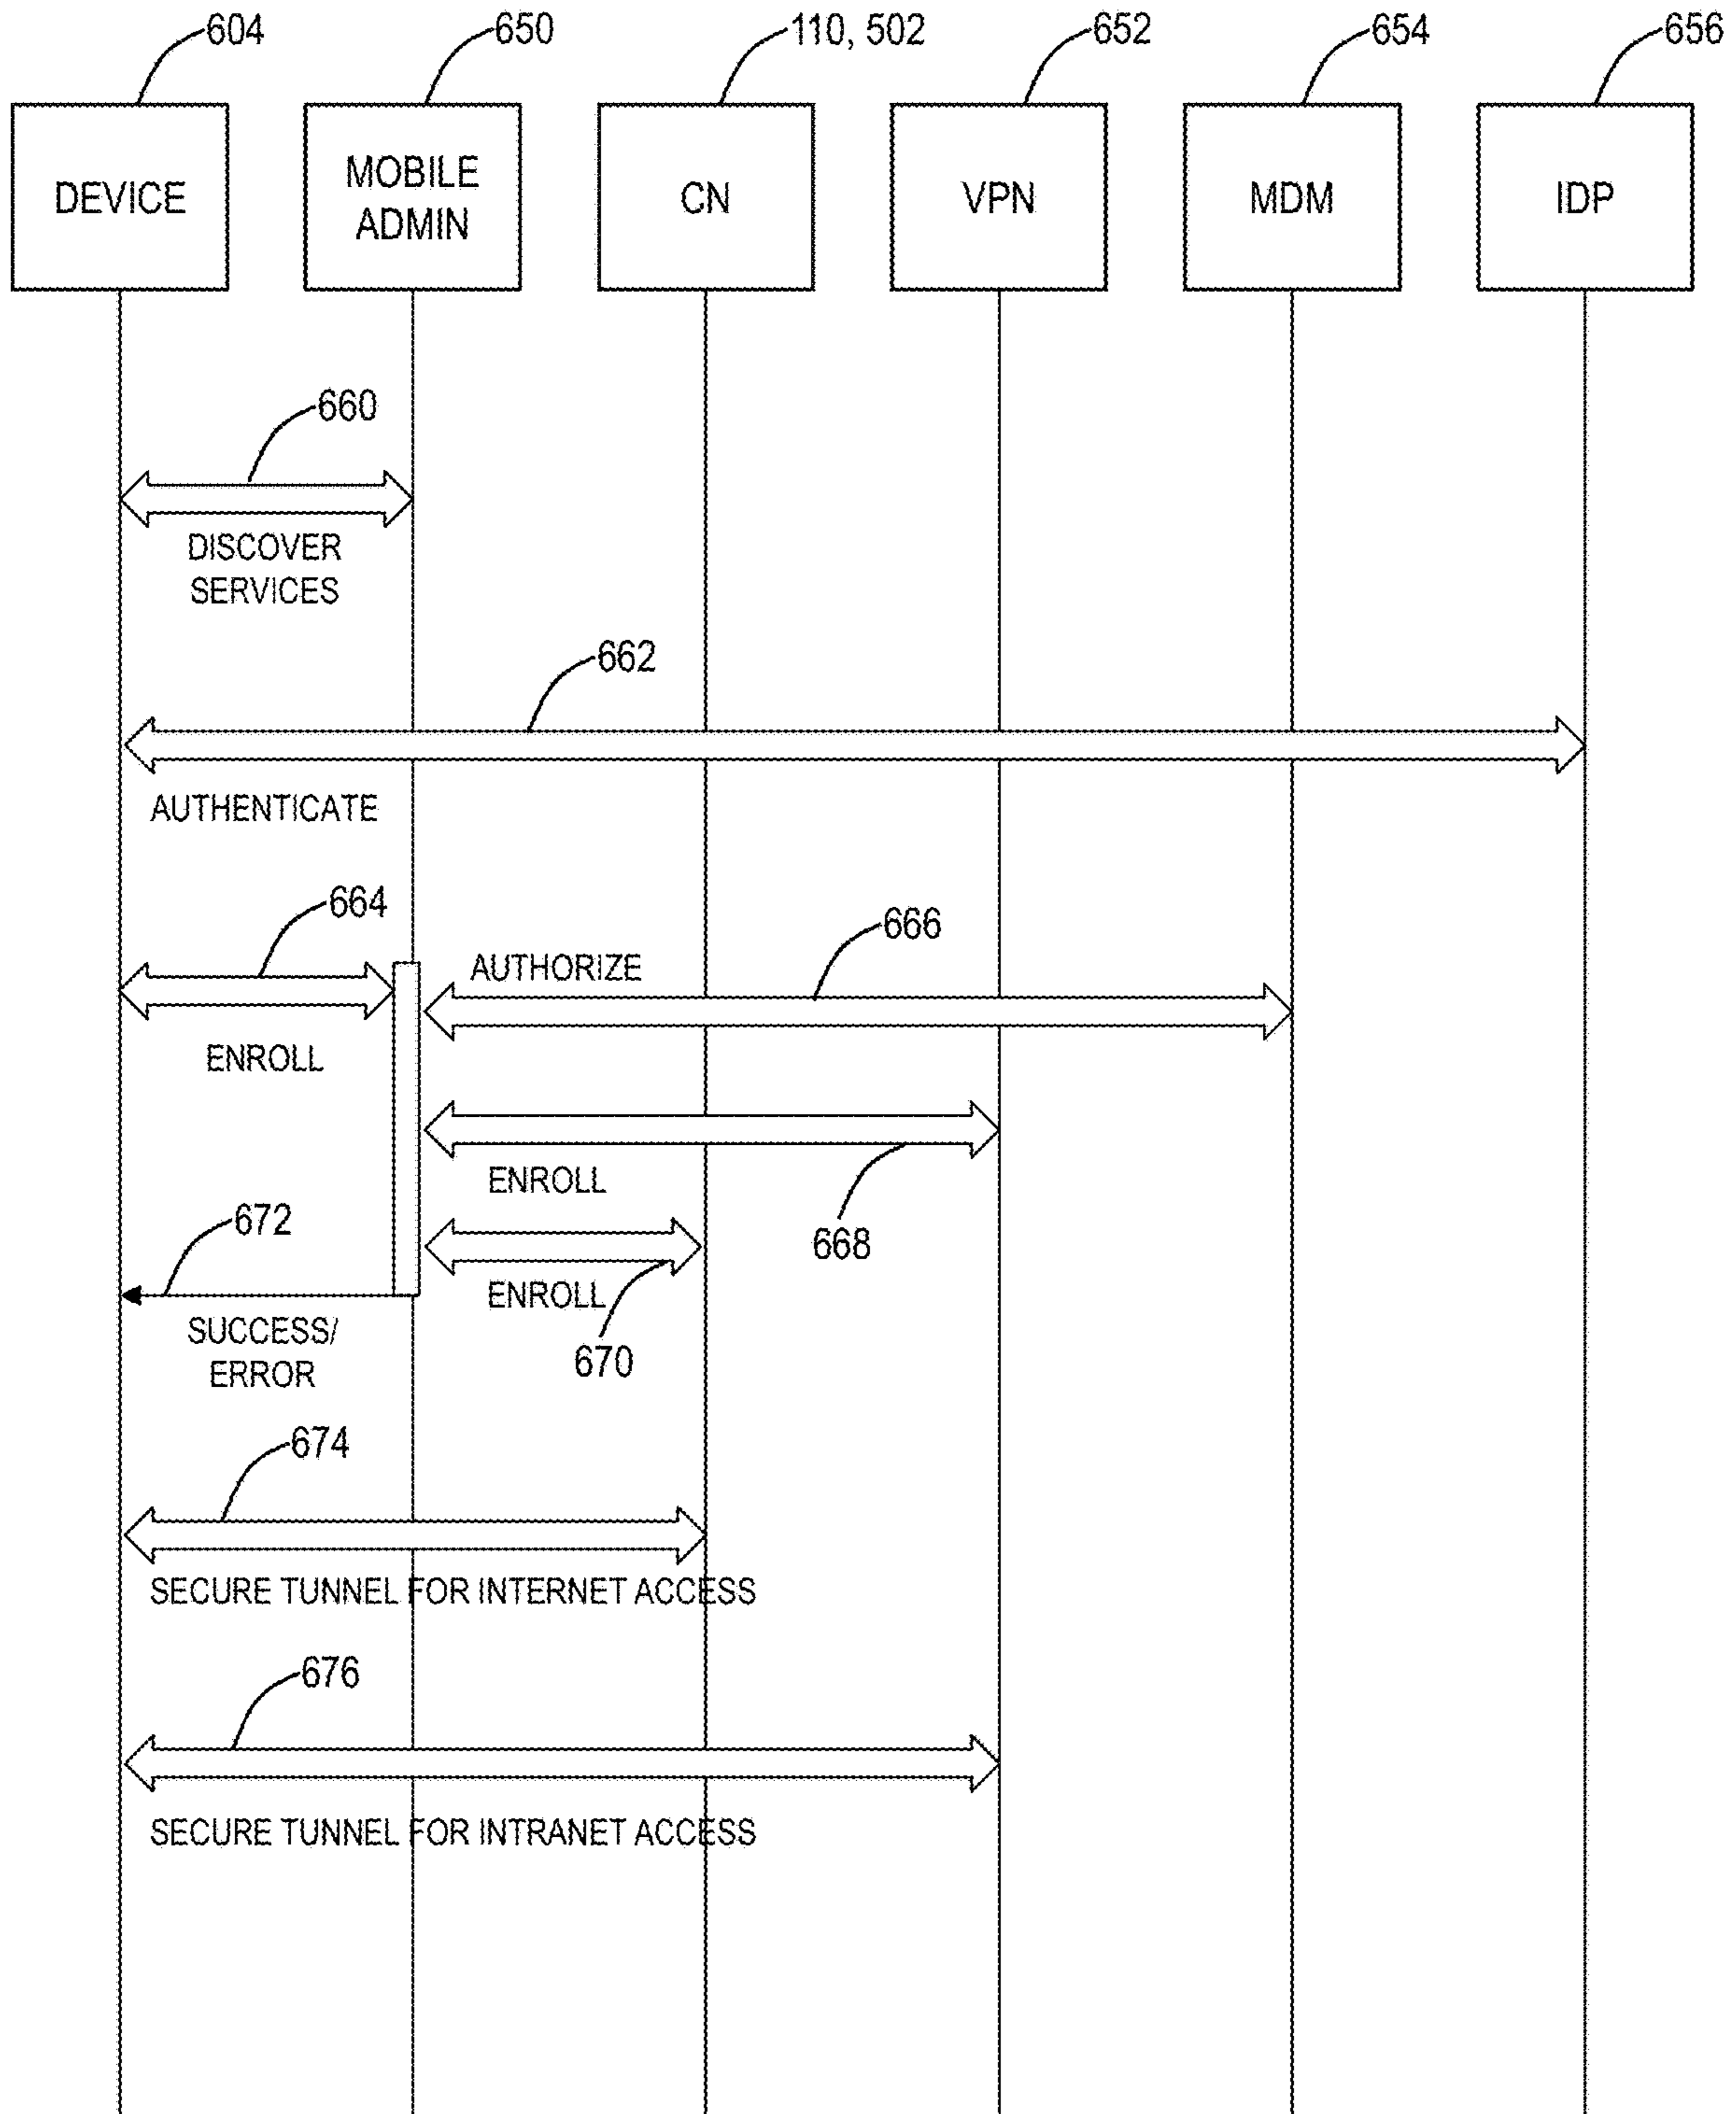 604
650
110, 502
652
654
656
DEVICE
MOBILE
ADMIN
CN
VPN
MDM
IDP
660
DISCOVER
SERVICES
662
AUTHENTICATE
664
666
AUTHORIZE
ENROLL
ENROLL
672
668
ENROLL
SUCCESS/
ERROR
670
674
SECURE TUNNEL FOR INTERNET ACCESS
676
SECURE TUNNEL FOR INTRANET ACCESS